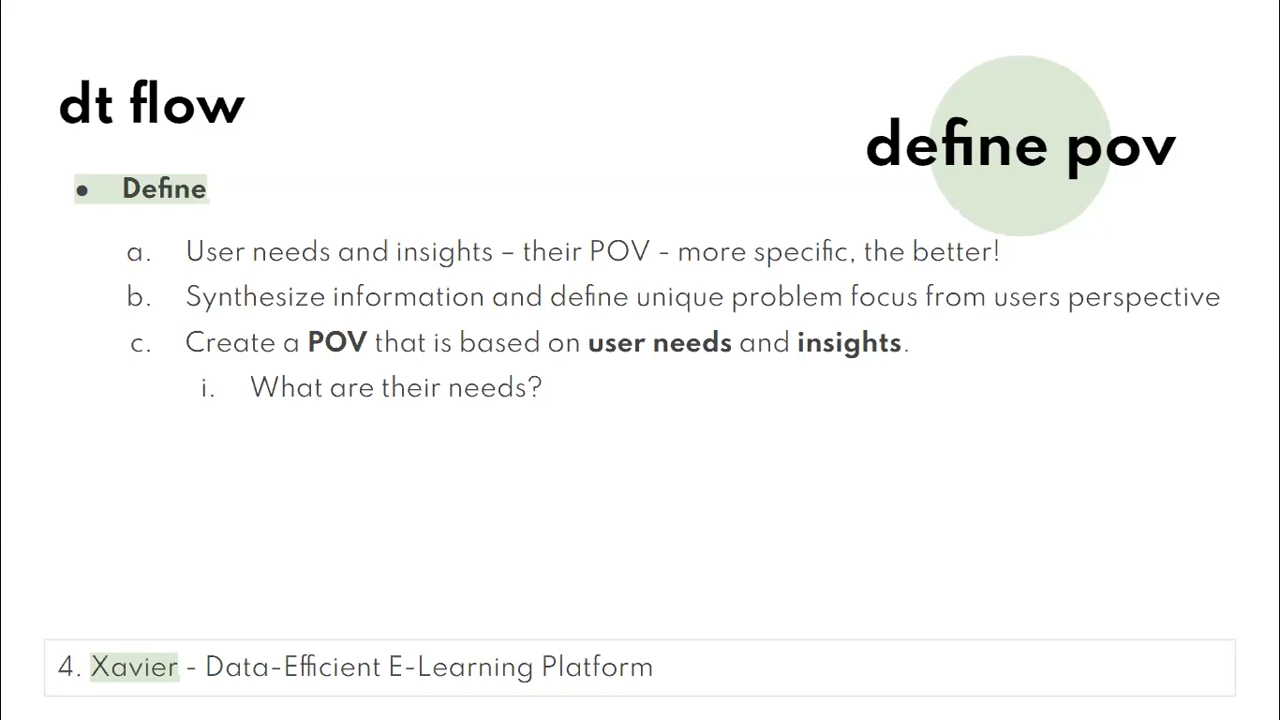 dt flow
define pov
● Define
a. User needs and insights – their POV - more specific, the better!
b. Synthesize information and define unique problem focus from users perspective
c. Create a POV that is based on user needs and insights.
i. What are their needs?
4. Xavier - Data-Efficient E-Learning Platform